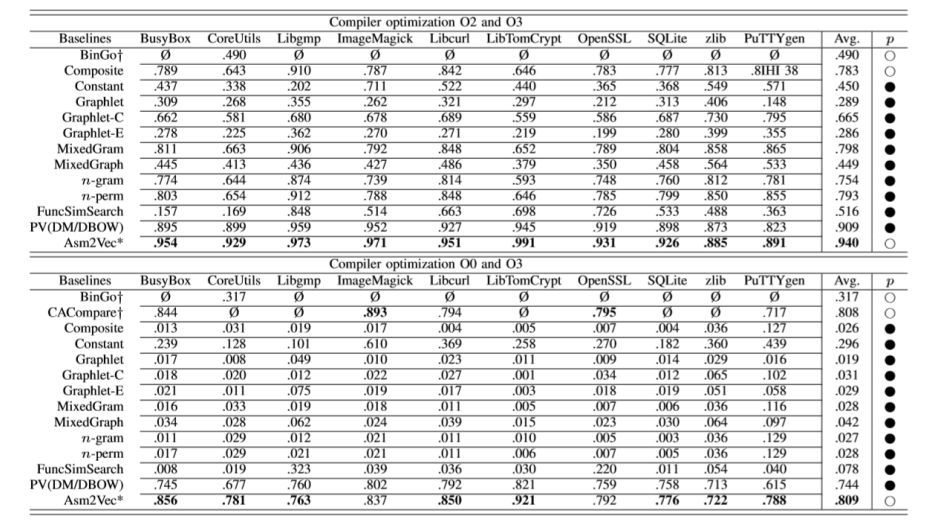 Compiler optimization O2 and O3
Baselines BusyBox CoreUtils Libgmp ImageMagick Libcurl LibTomCrypt OpenSSL SQLite zlib PuTTYgen Avg. p
BinGo† Ø .490 Ø Ø Ø Ø Ø Ø Ø Ø .490 ○
Composite .789 .643 .910 .787 .842 .646 .783 .777 .813 .8IHI 38 .783 ○
Constant .437 .338 .202 .711 .522 .440 .365 .368 .549 .571 .450 ●
Graphlet .309 .268 .355 .262 .321 .297 .212 .313 .406 .148 .289 ●
Graphlet-C .662 .581 .680 .678 .689 .559 .586 .687 .730 .795 .665 ●
Graphlet-E .278 .225 .362 .270 .271 .219 .199 .280 .399 .355 .286 ●
MixedGram .811 .663 .906 .792 .848 .652 .789 .804 .858 .865 .798 ●
MixedGraph .445 .413 .436 .427 .486 .379 .350 .458 .564 .533 .449 ●
n-gram .774 .644 .874 .739 .814 .593 .748 .760 .812 .781 .754 ●
n-perm .803 .654 .912 .788 .848 .646 .785 .799 .850 .855 .793 ●
FuncSimSearch .157 .169 .848 .514 .663 .698 .726 .533 .488 .363 .516 ●
PV(DM/DBOW) .895 .899 .959 .952 .927 .945 .919 .898 .873 .823 .909 ●
Asm2Vec* .954 .929 .973 .971 .951 .991 .931 .926 .885 .891 .940 ○
Compiler optimization O0 and O3
Baselines BusyBox CoreUtils Libgmp ImageMagick Libcurl LibTomCrypt OpenSSL SQLite zlib PuTTYgen Avg. p
BinGo† Ø .317 Ø Ø Ø Ø Ø Ø Ø Ø .317 ○
CACompare† .844 Ø Ø .893 .794 Ø .795 Ø Ø .717 .808 ○
Composite .013 .031 .019 .017 .004 .005 .007 .004 .036 .127 .026 ●
Constant .239 .128 .101 .610 .369 .258 .270 .182 .360 .439 .296 ●
Graphlet .017 .008 .049 .010 .023 .011 .009 .014 .029 .016 .019 ●
Graphlet-C .018 .020 .012 .022 .027 .001 .034 .012 .065 .102 .031 ●
Graphlet-E .021 .011 .075 .019 .017 .003 .018 .019 .051 .058 .029 ●
MixedGram .016 .033 .019 .018 .011 .005 .007 .006 .036 .116 .028 ●
MixedGraph .034 .028 .062 .024 .039 .015 .023 .030 .064 .097 .042 ●
n-gram .011 .029 .012 .021 .011 .010 .005 .003 .036 .129 .027 ●
n-perm .017 .029 .021 .021 .011 .006 .007 .005 .036 .129 .028 ●
FuncSimSearch .008 .019 .323 .039 .036 .030 .220 .011 .054 .040 .078 ●
PV(DM/DBOW) .745 .677 .760 .802 .792 .821 .759 .758 .713 .615 .744 ●
Asm2Vec* .856 .781 .763 .837 .850 .921 .792 .776 .722 .788 .809 ○